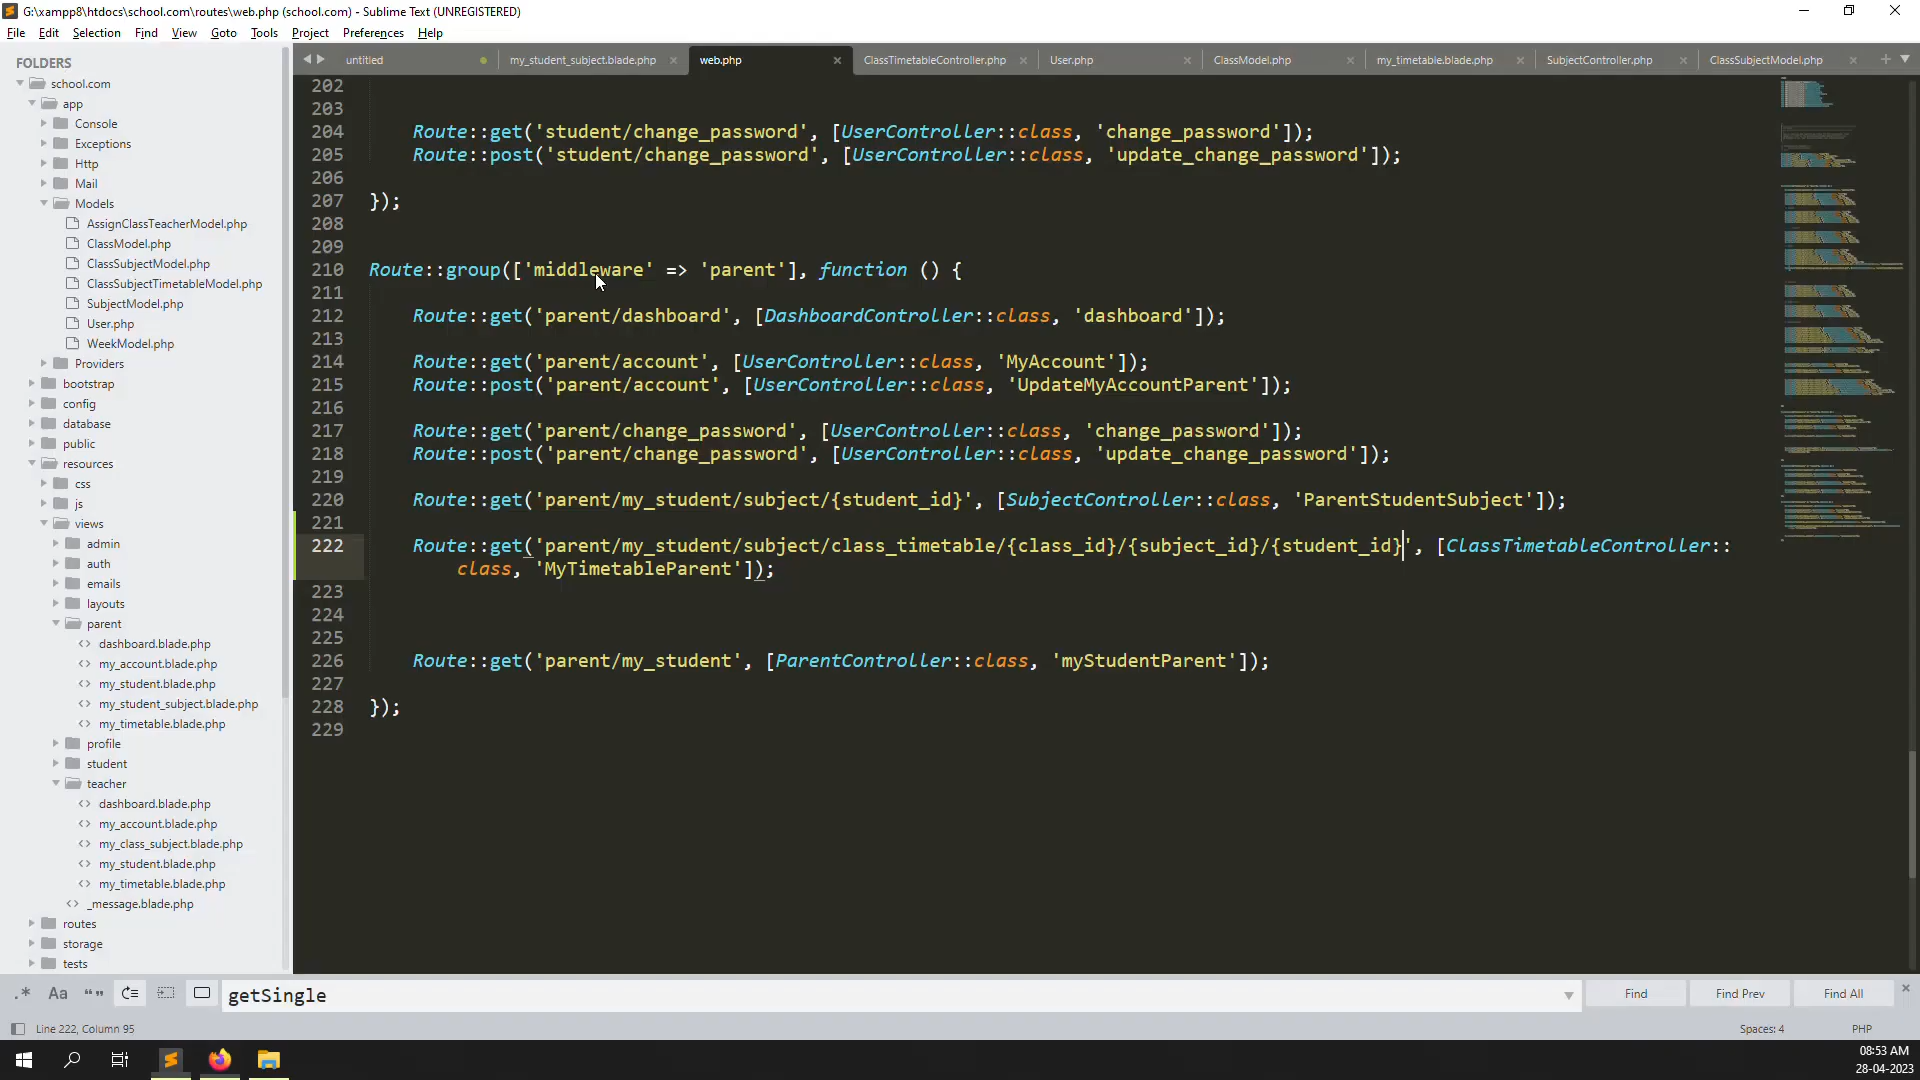 G:\xampp8\htdocs\school.com\routes\web.php (school.com) - Sublime Text (UNREGISTERED)
File Edit Selection Find View Goto Tools Project Preferences Help
FOLDERS
school.com
app
Console
Exceptions
Http
Mail
Models
AssignClassTeacherModel.php
ClassModel.php
ClassSubjectModel.php
ClassSubjectTimetableModel.php
SubjectModel.php
User.php
WeekModel.php
Providers
bootstrap
config
database
public
resources
css
js
views
admin
auth
emails
layouts
parent
dashboard.blade.php
my_account.blade.php
my_student.blade.php
my_student_subject.blade.php
my_timetable.blade.php
profile
student
teacher
dashboard.blade.php
my_account.blade.php
my_class_subject.blade.php
my_student.blade.php
my_timetable.blade.php
_message.blade.php
routes
storage
tests
untitled my_student_subject.blade.php web.php ClassTimetableController.php User.php ClassModel.php my_timetable.blade.php SubjectController.php ClassSubjectModel.php
202
203
204 Route::get('student/change_password', [UserController::class, 'change_password']);
205 Route::post('student/change_password', [UserController::class, 'update_change_password']);
206
207 });
208
209
210 Route::group(['middleware' => 'parent'], function () {
211
212 Route::get('parent/dashboard', [DashboardController::class, 'dashboard']);
213
214 Route::get('parent/account', [UserController::class, 'MyAccount']);
215 Route::post('parent/account', [UserController::class, 'UpdateMyAccountParent']);
216
217 Route::get('parent/change_password', [UserController::class, 'change_password']);
218 Route::post('parent/change_password', [UserController::class, 'update_change_password']);
219
220 Route::get('parent/my_student/subject/{student_id}', [SubjectController::class, 'ParentStudentSubject']);
221
222 Route::get('parent/my_student/subject/class_timetable/{class_id}/{subject_id}/{student_id}', [ClassTimetableController::
class, 'MyTimetableParent']);
223
224
225
226 Route::get('parent/my_student', [ParentController::class, 'myStudentParent']);
227
228 });
229
.* Aa “” getSingle Find Find Prev Find All
Line 222, Column 95 Spaces: 4 PHP
08:53 AM
28-04-2023